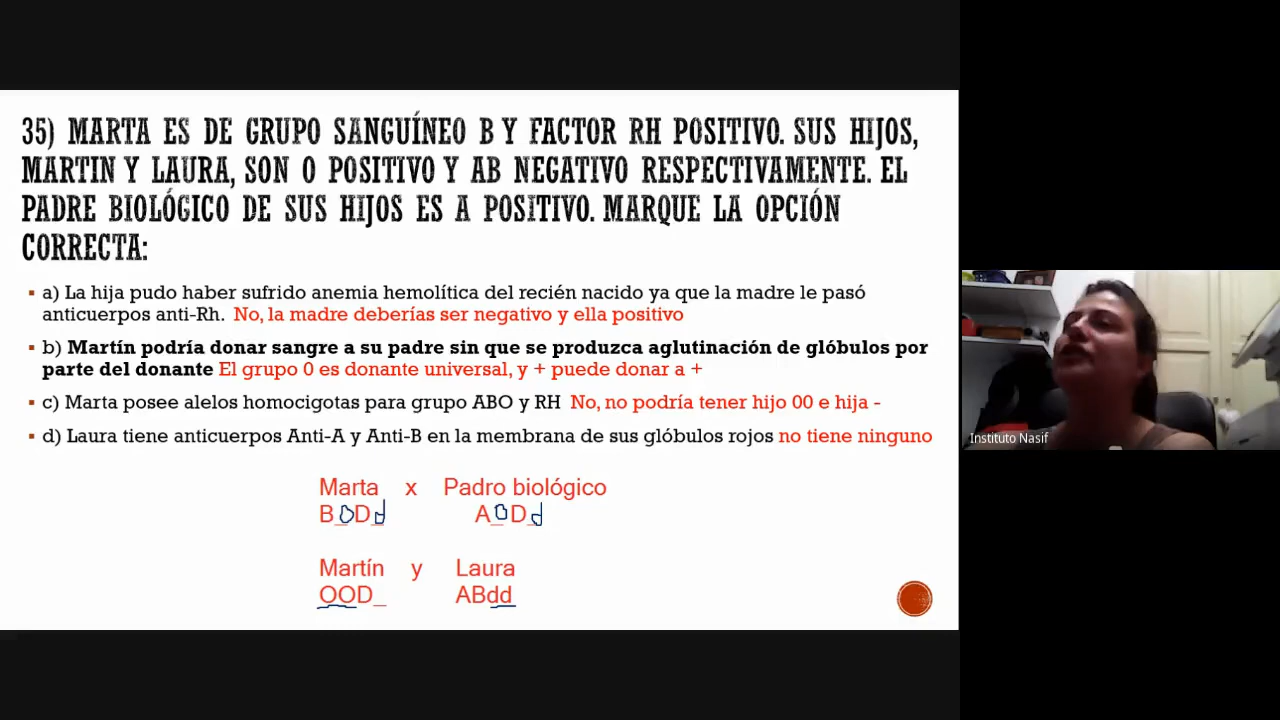 35) MARTA ES DE GRUPO SANGUÍNEO B Y FACTOR RH POSITIVO. SUS HIJOS,
MARTIN Y LAURA, SON O POSITIVO Y AB NEGATIVO RESPECTIVAMENTE. EL
PADRE BIOLÓGICO DE SUS HIJOS ES A POSITIVO. MARQUE LA OPCIÓN
CORRECTA:
▪ a) La hija pudo haber sufrido anemia hemolítica del recién nacido ya que la madre le pasó
anticuerpos anti-Rh. No, la madre deberías ser negativo y ella positivo
▪ b) Martín podría donar sangre a su padre sin que se produzca aglutinación de glóbulos por
parte del donante El grupo 0 es donante universal, y + puede donar a +
▪ c) Marta posee alelos homocigotas para grupo ABO y RH No, no podría tener hijo 00 e hija -
▪ d) Laura tiene anticuerpos Anti-A y Anti-B en la membrana de sus glóbulos rojos no tiene ninguno
Marta x Padro biológico
B_OD_d A_OD_d
Martín y Laura
OOD_ ABdd
Instituto Nasif